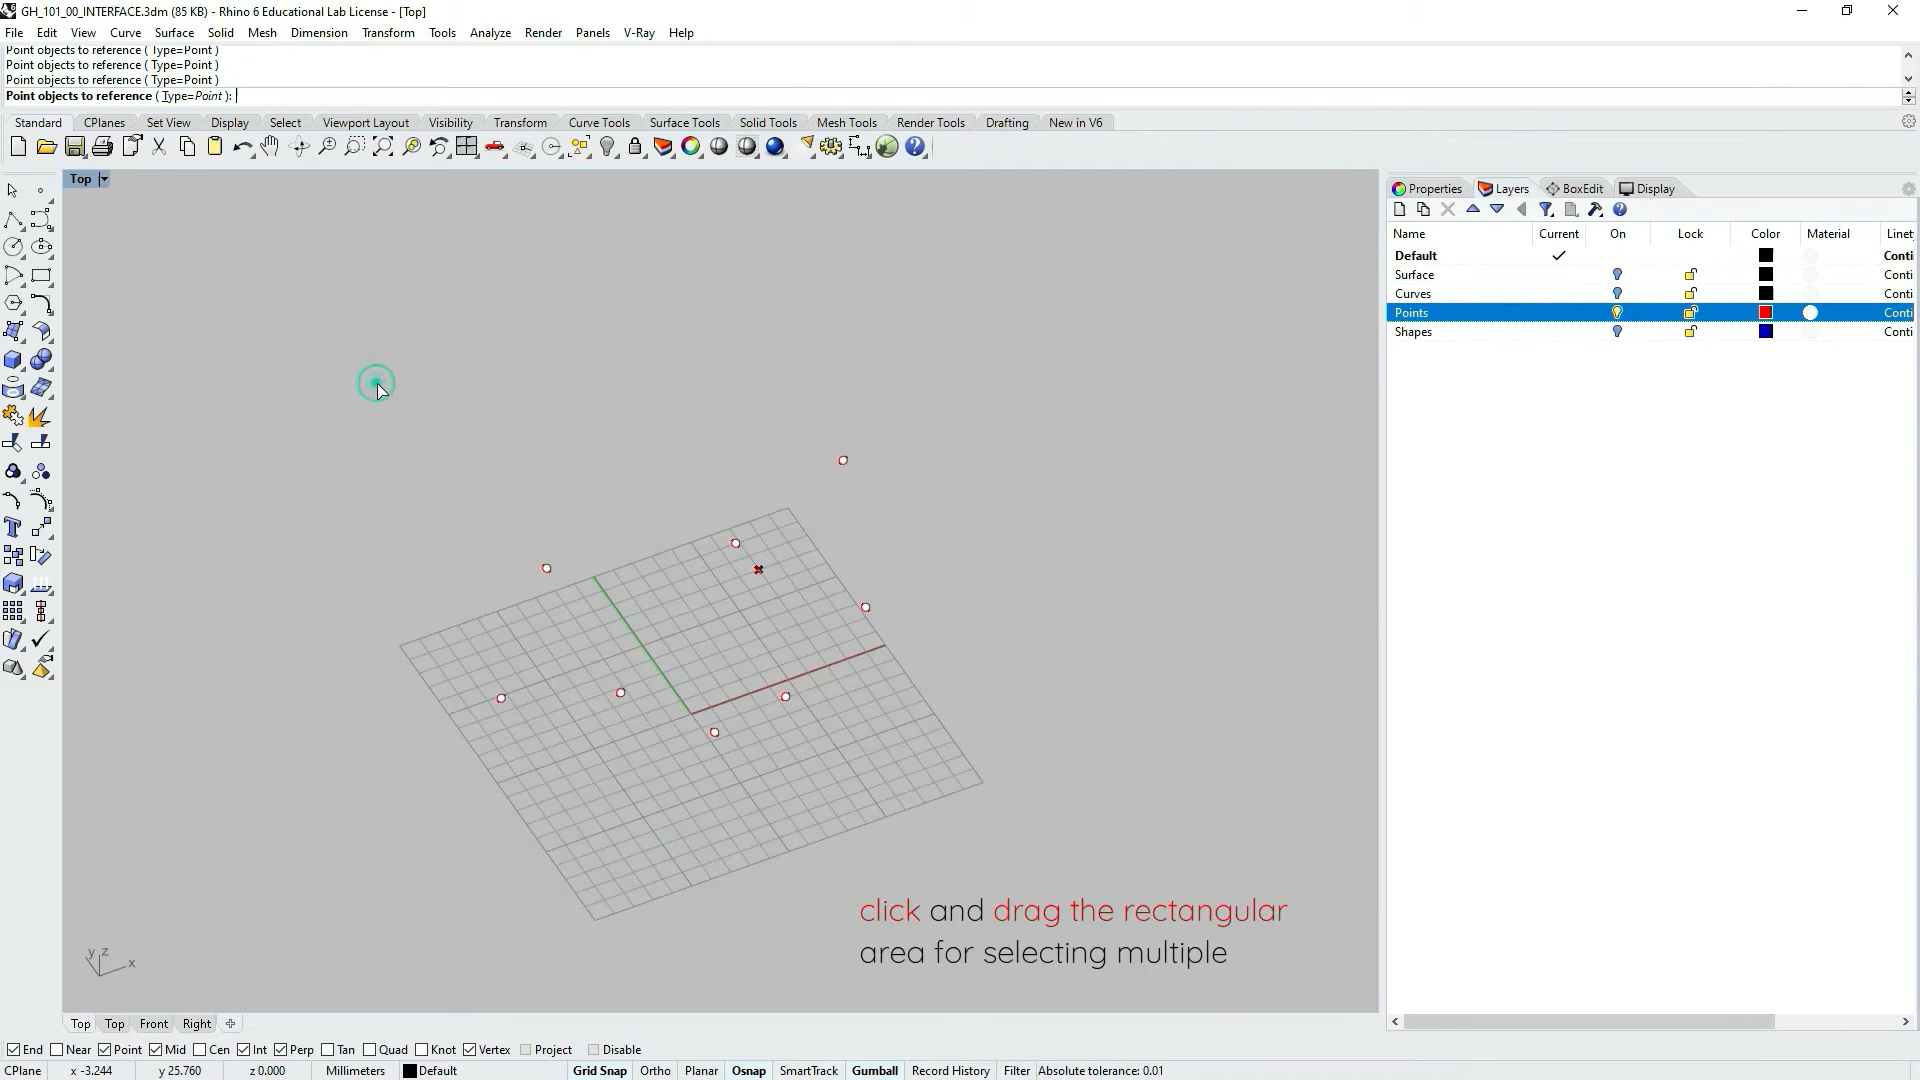 GH_101_00_INTERFACE.3dm (85 KB) - Rhino 6 Educational Lab License - [Top]
File Edit View Curve Surface Solid Mesh Dimension Transform Tools Analyze Render Panels V-Ray Help
Point objects to reference ( Type=Point )
Point objects to reference ( Type=Point )
Point objects to reference ( Type=Point )
Point objects to reference ( Type=Point ):
Standard CPlanes Set View Display Select Viewport Layout Visibility Transform Curve Tools Surface Tools Solid Tools Mesh Tools Render Tools Drafting New in V6
Top
Properties Layers BoxEdit Display
Name Current On Lock Color Material Linet
Default Conti
Surface Conti
Curves Conti
Points Conti
Shapes Conti
click and drag the rectangular
area for selecting multiple
y z x
Top Top Front Right
End Near Point Mid Cen Int Perp Tan Quad Knot Vertex Project Disable
CPlane x -3.244 y 25.760 z 0.000 Millimeters Default Grid Snap Ortho Planar Osnap SmartTrack Gumball Record History Filter Absolute tolerance: 0.01